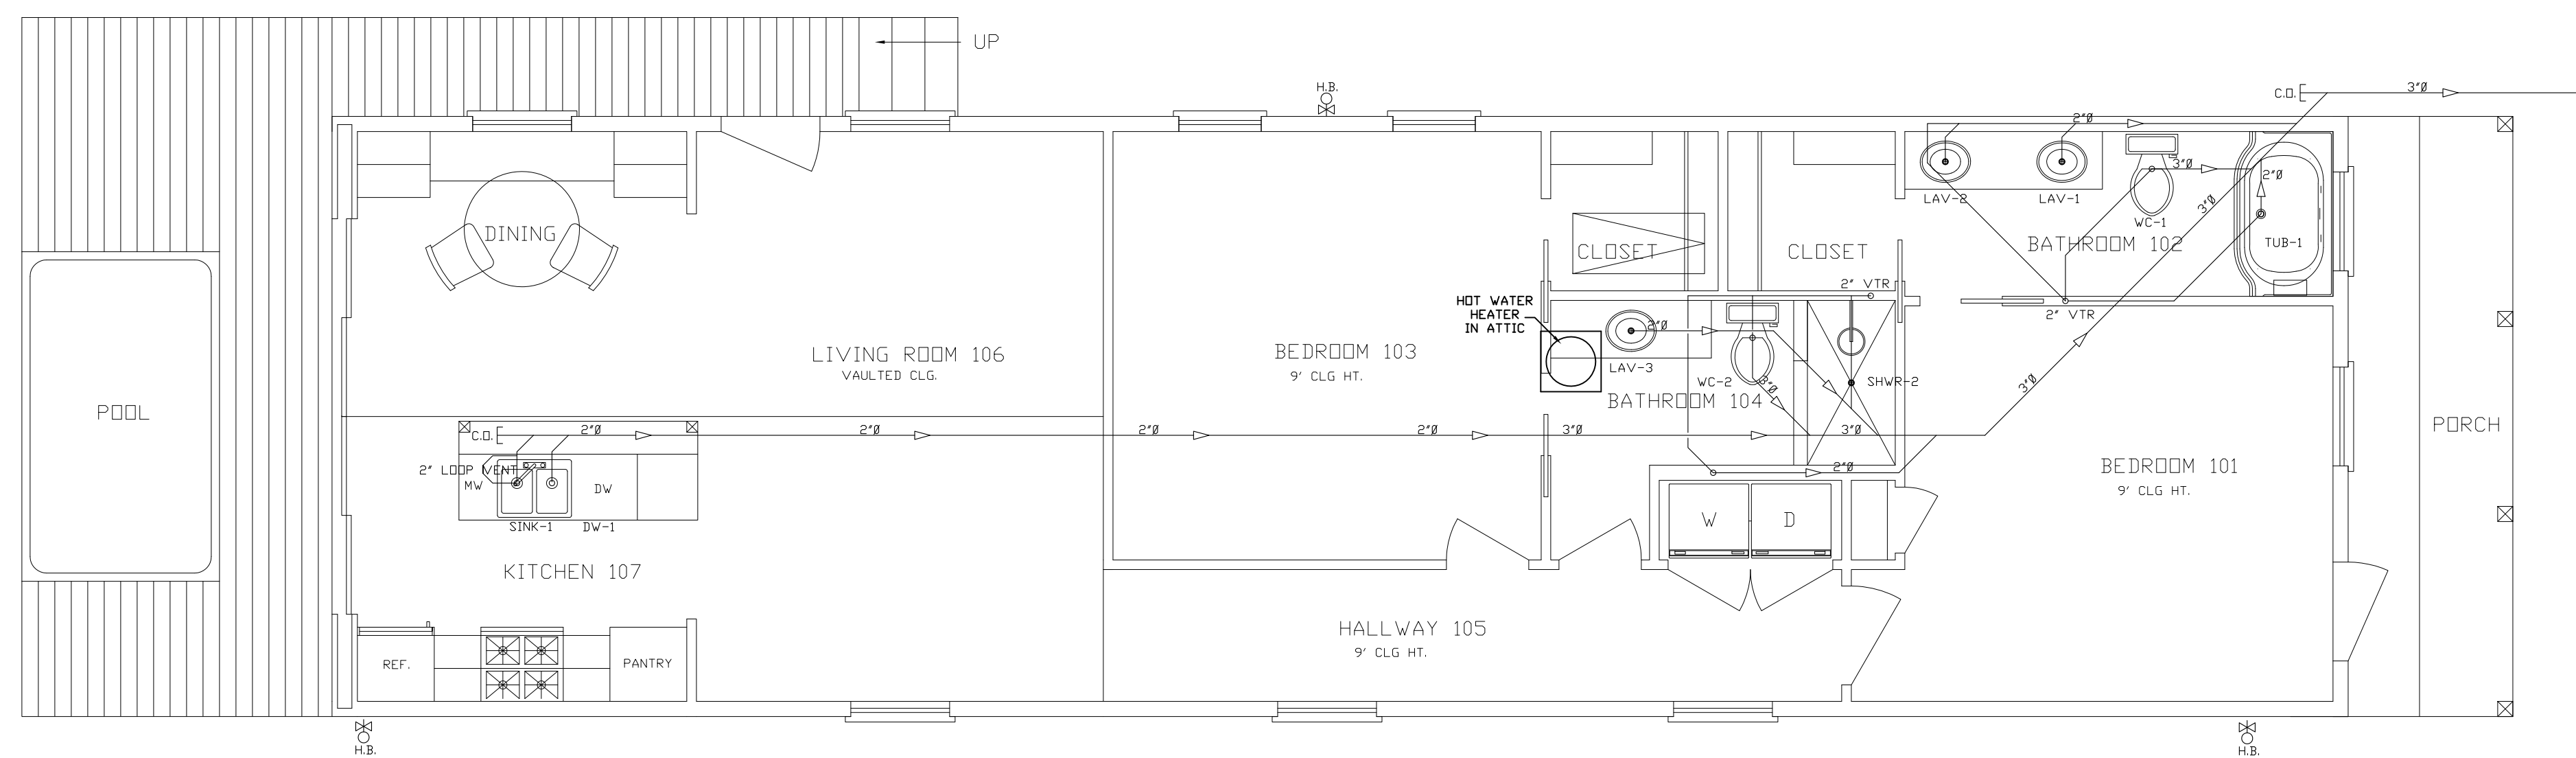 UP
H.B.
C.O.
3"Ø
2"Ø
LAV-2
LAV-1
3"Ø
WC-1
2"Ø
3"Ø
TUB-1
BATHROOM 102
DINING
CLOSET
CLOSET
2" VTR
2" VTR
HOT WATER
HEATER
IN ATTIC
2"Ø
LAV-3
WC-2
3"Ø
SHWR-2
BATHROOM 104
3"Ø
LIVING ROOM 106
VAULTED CLG.
BEDROOM 103
9' CLG HT.
POOL
PORCH
C.O.
2"Ø
2"Ø
2"Ø
2"Ø
3"Ø
3"Ø
2" LOOP VENT
MW
DW
SINK-1
DW-1
2"Ø
BEDROOM 101
9' CLG HT.
W
D
KITCHEN 107
HALLWAY 105
9' CLG HT.
REF.
PANTRY
H.B.
H.B.